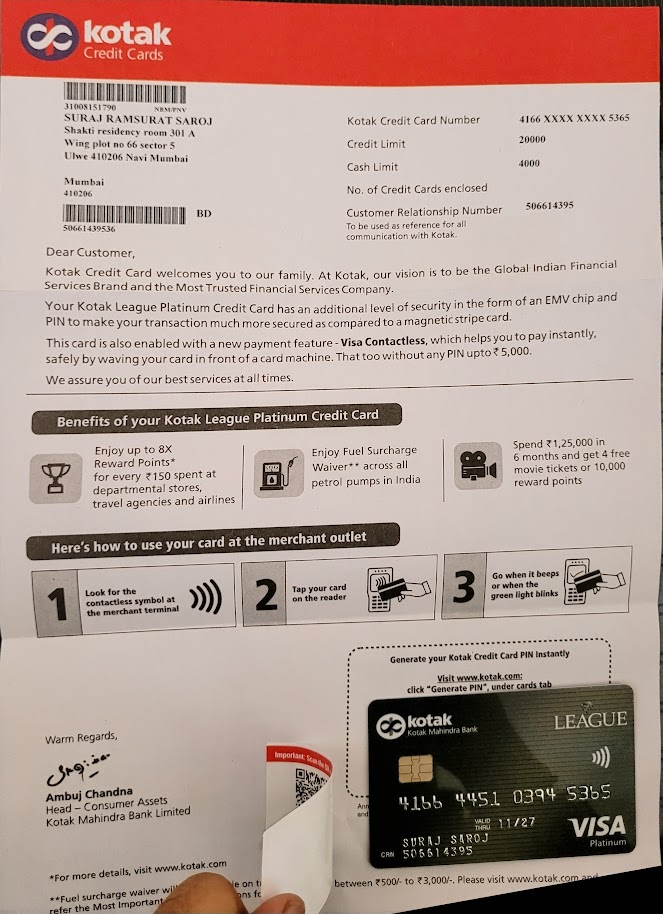 kotak
Credit Cards
31008151790 NBM/PNV
SURAJ RAMSURAT SAROJ
Shakti residency room 301 A
Wing plot no 66 sector 5
Ulwe 410206 Navi Mumbai
Mumbai
410206
BD
50661439536
Kotak Credit Card Number 4166 XXXX XXXX 5365
Credit Limit 20000
Cash Limit 4000
No. of Credit Cards enclosed
Customer Relationship Number 506614395
To be used as reference for all
communication with Kotak.
Dear Customer,
Kotak Credit Card welcomes you to our family. At Kotak, our vision is to be the Global Indian Financial
Services Brand and the Most Trusted Financial Services Company.
Your Kotak League Platinum Credit Card has an additional level of security in the form of an EMV chip and
PIN to make your transaction much more secured as compared to a magnetic stripe card.
This card is also enabled with a new payment feature - Visa Contactless, which helps you to pay instantly,
safely by waving your card in front of a card machine. That too without any PIN upto ₹ 5,000.
We assure you of our best services at all times.
Benefits of your Kotak League Platinum Credit Card
Enjoy up to 8X
Reward Points*
for every ₹150 spent at
departmental stores,
travel agencies and airlines
Enjoy Fuel Surcharge
Waiver** across all
petrol pumps in India
Spend ₹1,25,000 in
6 months and get 4 free
movie tickets or 10,000
reward points
Here's how to use your card at the merchant outlet
1
Look for the
contactless symbol at
the merchant terminal
2
Tap your card
on the reader
3
Go when it beeps
or when the
green light blinks
Generate your Kotak Credit Card PIN Instantly
Visit www.kotak.com:
click "Generate PIN", under cards tab
kotak
Kotak Mahindra Bank
LEAGUE
4166 4451 0394 5365
VALID
THRU 11/27
SURAJ SAROJ
CRN 506614395
VISA
Platinum
Warm Regards,
Ambuj Chandna
Head – Consumer Assets
Kotak Mahindra Bank Limited
Important: Scan the
*For more details, visit www.kotak.com
**Fuel surcharge waiver between ₹500/- to ₹3,000/-. Please visit www.kotak.com and
refer the Most Important